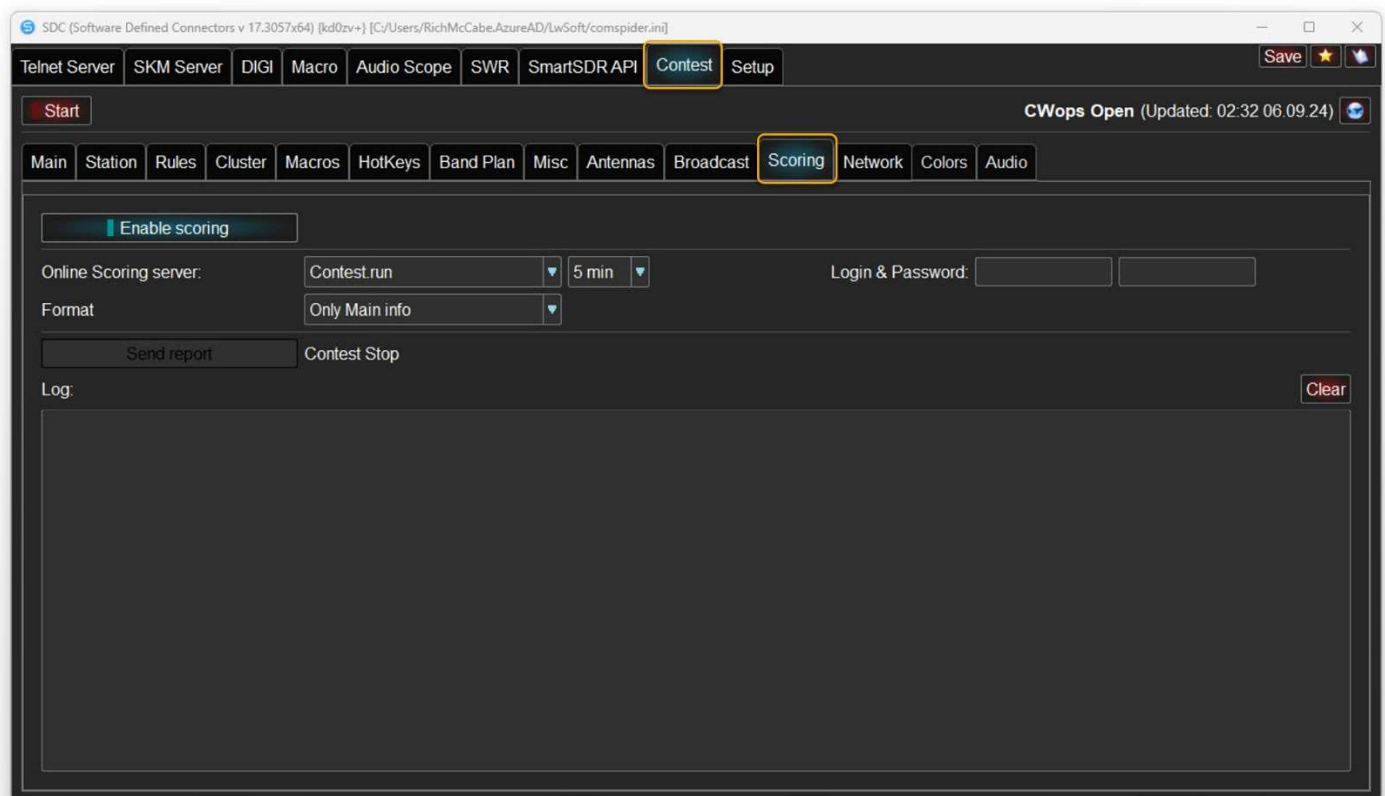 SDC (Software Defined Connectors v 17.3057x64) {kd0zv+} [C:/Users/RichMcCabe.AzureAD/LwSoft/comspider.ini]
Telnet Server SKM Server DIGI Macro Audio Scope SWR SmartSDR API Contest Setup Save
Start CWops Open (Updated: 02:32 06.09.24)
Main Station Rules Cluster Macros HotKeys Band Plan Misc Antennas Broadcast Scoring Network Colors Audio
Enable scoring
Online Scoring server: Contest.run 5 min Login & Password:
Format Only Main info
Send report Contest Stop
Log: Clear